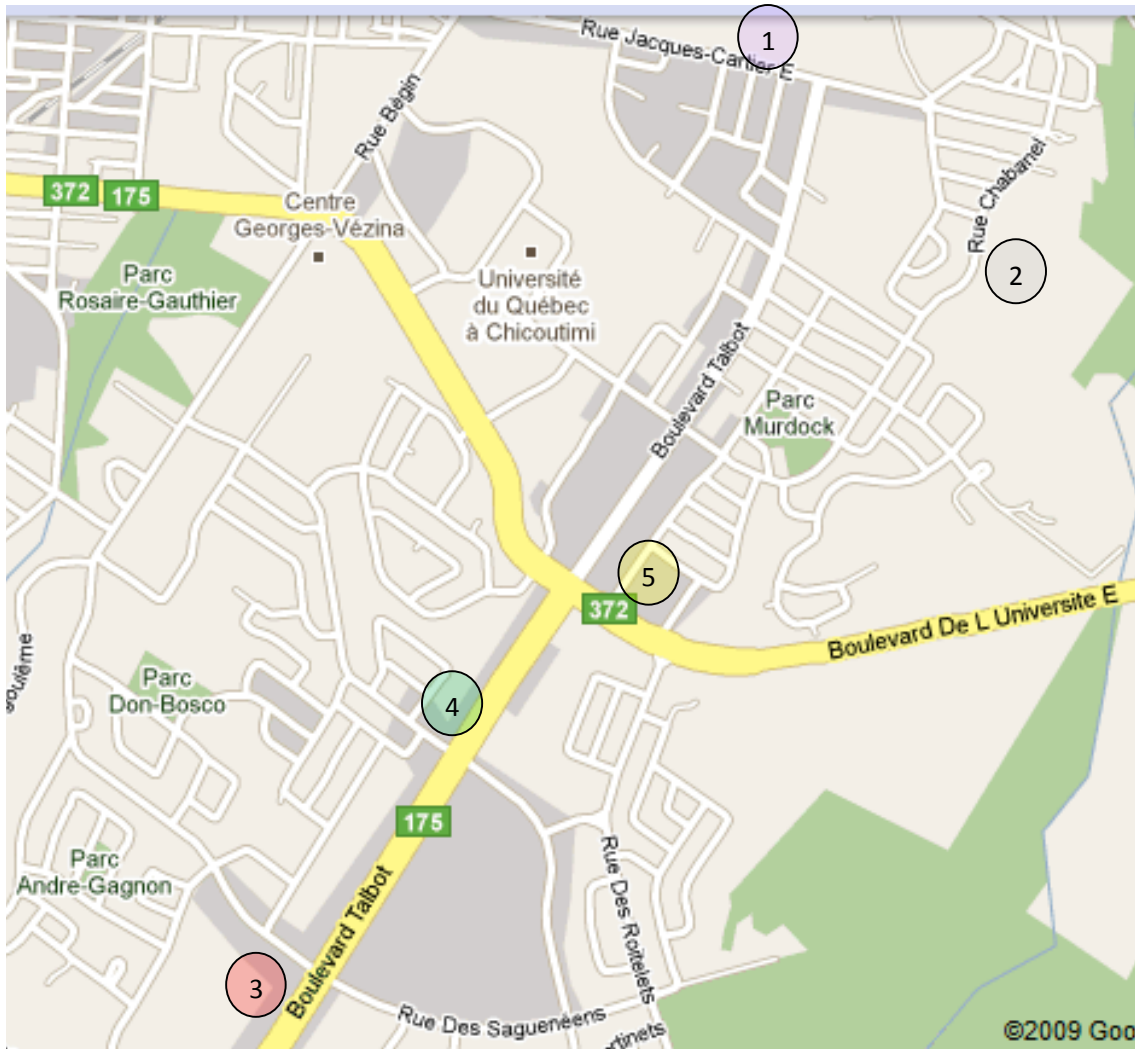 Rue Jacques-Cartier E
1
Rue Bégin
Rue Chabanel
372
175
Centre
Georges-Vézina
2
Parc
Rosaire-Gauthier
Université
du Québec
à Chicoutimi
Boulevard Talbot
Parc
Murdock
5
372
Boulevard De L Universite E
Parc
Don-Bosco
4
175
Parc
Andre-Gagnon
Boulevard Talbot
Rue Des Roitelets
3
Rue Des Saguenéens
©2009 Goo